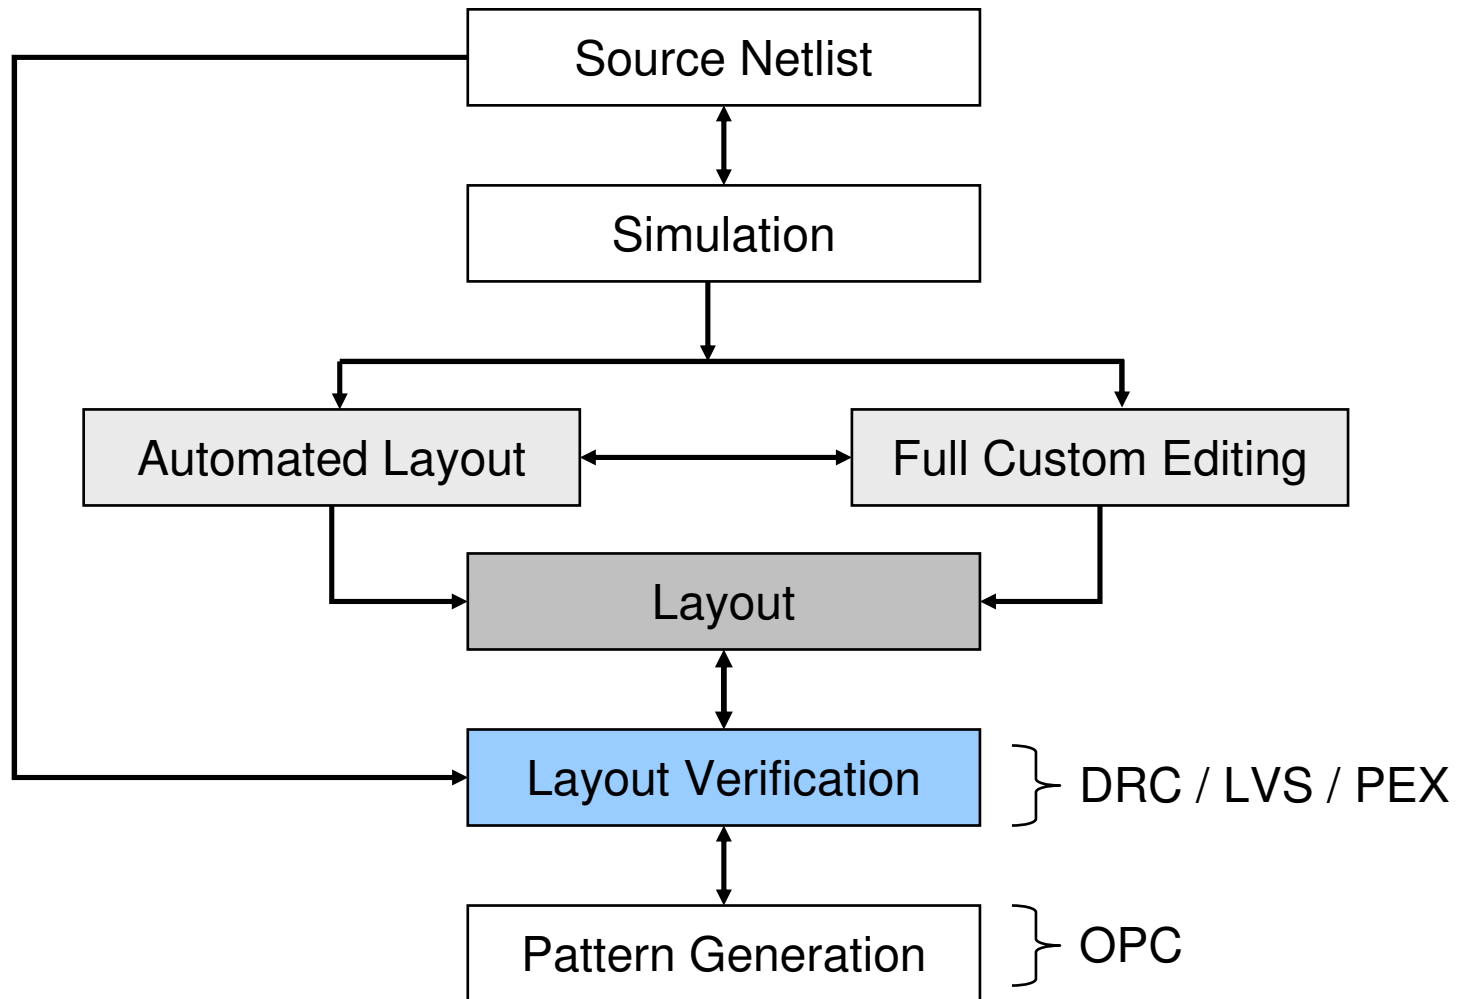 Source Netlist
Simulation
Automated Layout
Full Custom Editing
Layout
Layout Verification
DRC / LVS / PEX
Pattern Generation
OPC